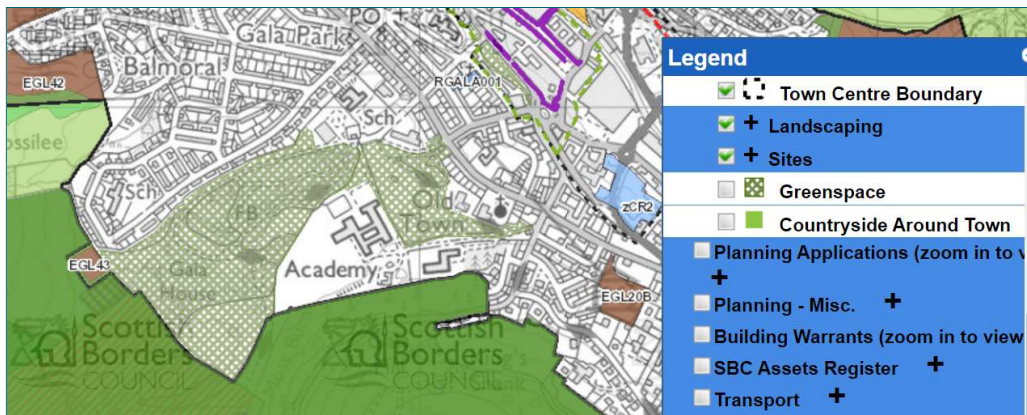 PO
Gala Park
EGL42
Balmoral
RGALA001
Sch
ossilee
Sch
FB
Old
Town
zCR2
EGL43
Gala
House
Academy
EGL20B
Scottish
Borders
COUNCIL
Scottish
Borders
COUNCIL
Legend
Town Centre Boundary
Landscaping
Sites
Greenspace
Countryside Around Town
Planning Applications (zoom in to v
Planning - Misc.
Building Warrants (zoom in to view
SBC Assets Register
Transport